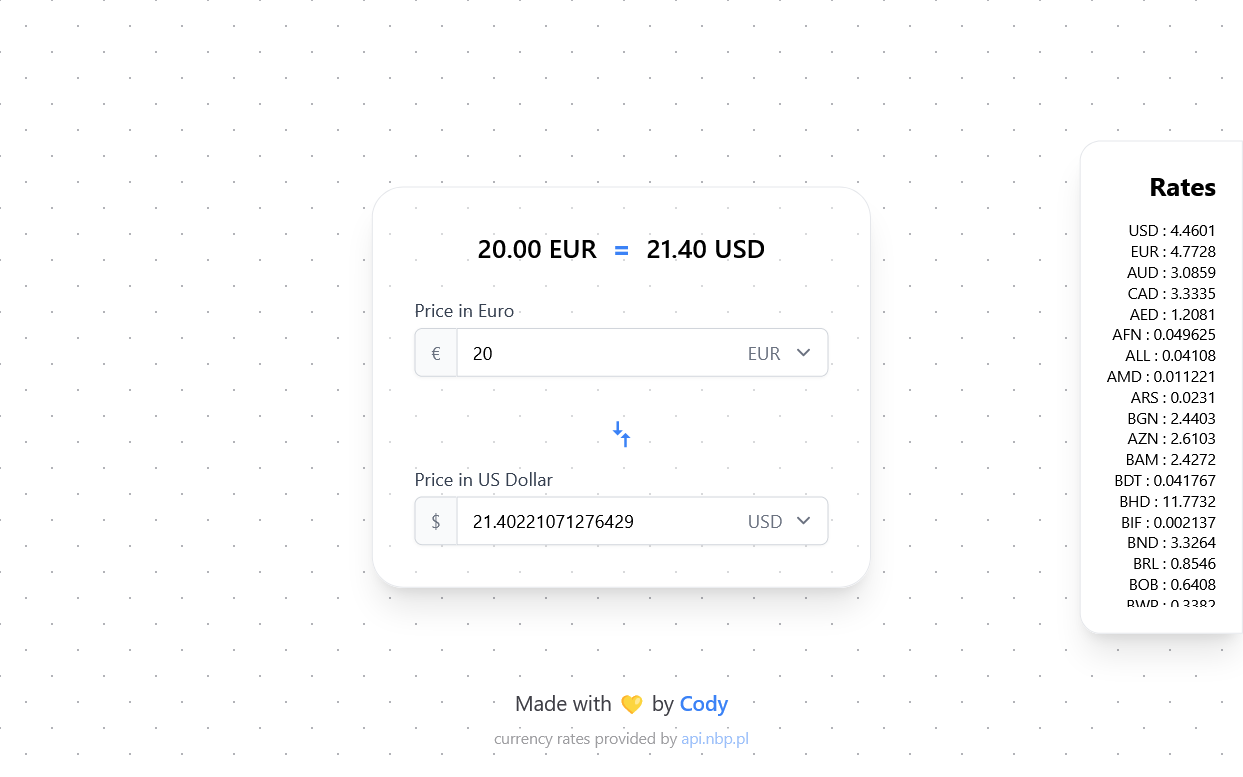 20.00 EUR = 21.40 USD
Price in Euro
€ 20 EUR
Price in US Dollar
$ 21.40221071276429 USD
Rates
USD : 4.4601
EUR : 4.7728
AUD : 3.0859
CAD : 3.3335
AED : 1.2081
AFN : 0.049625
ALL : 0.04108
AMD : 0.011221
ARS : 0.0231
BGN : 2.4403
AZN : 2.6103
BAM : 2.4272
BDT : 0.041767
BHD : 11.7732
BIF : 0.002137
BND : 3.3264
BRL : 0.8546
BOB : 0.6408
BWP : 0.3382
Made with 💛 by Cody
currency rates provided by api.nbp.pl